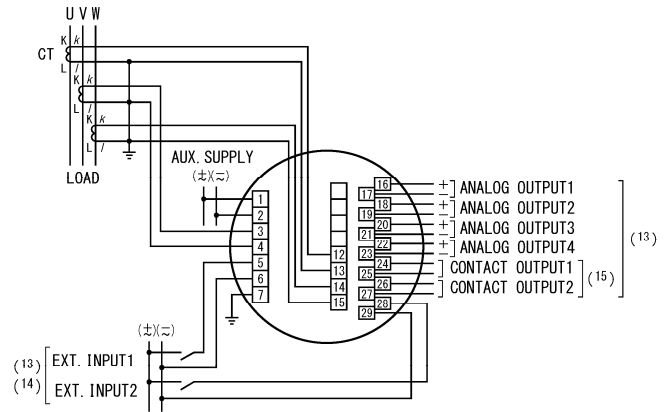 U V W
K k
CT
L l
K k
L l
K k
L l
LOAD
AUX. SUPPLY
(±)(∓)
1
2
3
4
5
6
7
12
13
14
15
16
17
18
19
20
21
22
23
24
25
26
27
28
29
+
− ANALOG OUTPUT1
+
− ANALOG OUTPUT2
+
− ANALOG OUTPUT3
+
− ANALOG OUTPUT4
CONTACT OUTPUT1
CONTACT OUTPUT2
(15)
(13)
(±)(∓)
(13)
(14)
EXT. INPUT1
EXT. INPUT2